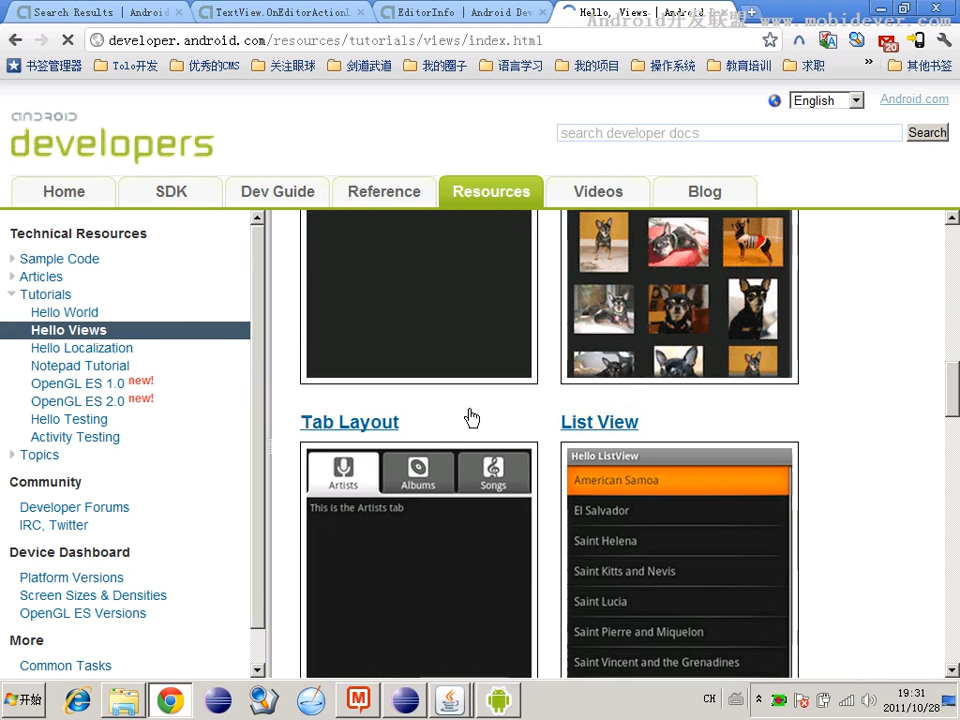 Search Results | Android
TextView.OnEditorActionL
EditorInfo | Android Dev
Hello, Views | Android
Android开发联盟 www.mobidever.com
developer.android.com/resources/tutorials/views/index.html
20
书签管理器 Tolo开发 优秀的CMS 关注眼球 剑道武道 我的圈子 语言学习 我的项目 操作系统 教育培训 求职 » 其他书签
English
Android.com
ANDROID
developers
search developer docs
Search
Home SDK Dev Guide Reference Resources Videos Blog
Technical Resources
Sample Code
Articles
Tutorials
Hello World
Hello Views
Hello Localization
Notepad Tutorial
OpenGL ES 1.0 new!
OpenGL ES 2.0 new!
Hello Testing
Activity Testing
Topics
Community
Developer Forums
IRC, Twitter
Device Dashboard
Platform Versions
Screen Sizes & Densities
OpenGL ES Versions
More
Common Tasks
Tab Layout
Artists Albums Songs
This is the Artists tab
List View
Hello ListView
American Samoa
El Salvador
Saint Helena
Saint Kitts and Nevis
Saint Lucia
Saint Pierre and Miquelon
Saint Vincent and the Grenadines
开始
CH
19:31
2011/10/28